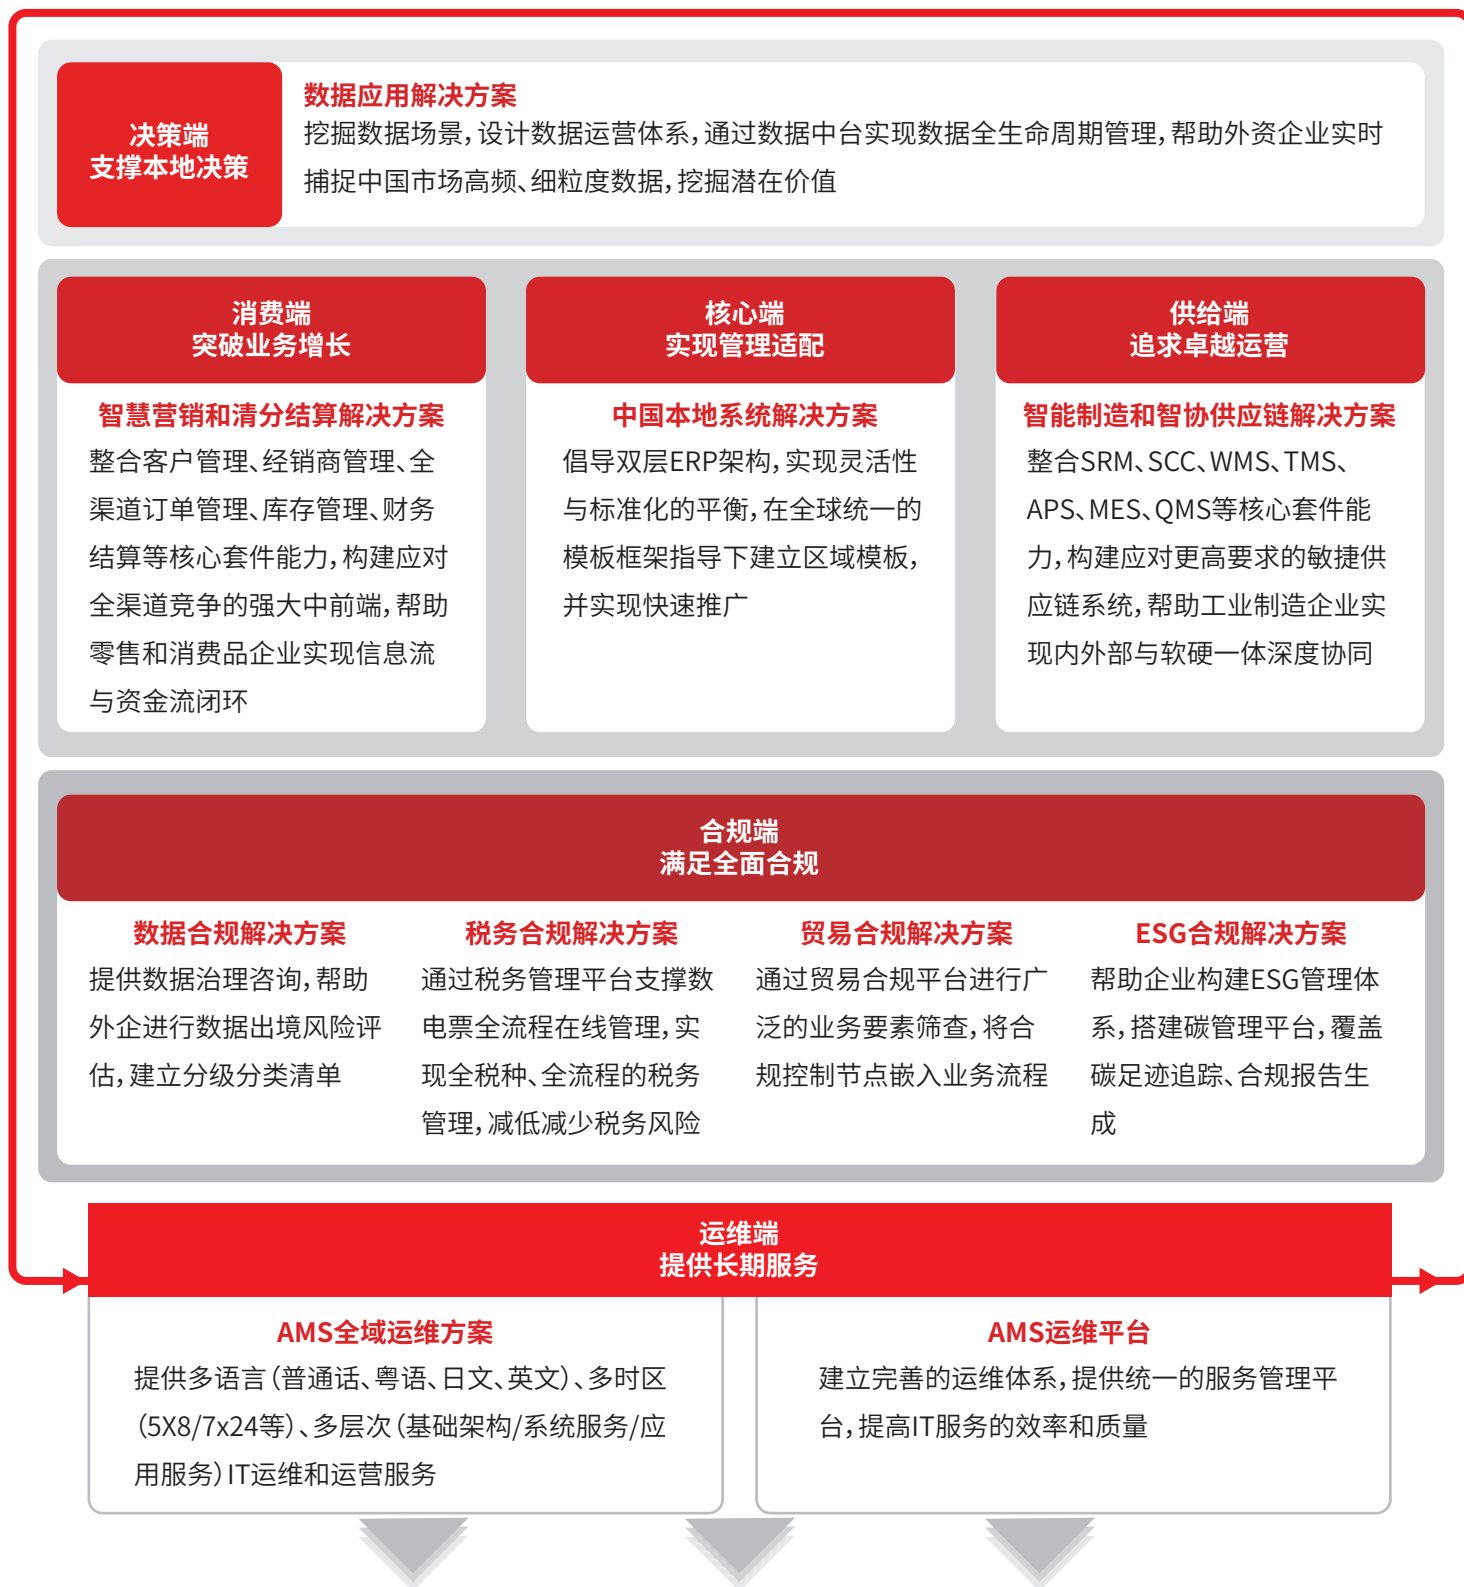 决策端
支撑本地决策
数据应用解决方案
挖掘数据场景，设计数据运营体系，通过数据中台实现数据全生命周期管理，帮助外资企业实时
捕捉中国市场高频、细粒度数据，挖掘潜在价值
消费端
突破业务增长
智慧营销和清分结算解决方案
整合客户管理、经销商管理、全
渠道订单管理、库存管理、财务
结算等核心套件能力，构建应对
全渠道竞争的强大中前端，帮助
零售和消费品企业实现信息流
与资金流闭环
核心端
实现管理适配
中国本地系统解决方案
倡导双层ERP架构，实现灵活性
与标准化的平衡，在全球统一的
模板框架指导下建立区域模板，
并实现快速推广
供给端
追求卓越运营
智能制造和智协供应链解决方案
整合SRM、SCC、WMS、TMS、
APS、MES、QMS等核心套件能
力，构建应对更高要求的敏捷供
应链系统，帮助工业制造企业实
现内外部与软硬一体深度协同
合规端
满足全面合规
数据合规解决方案
提供数据治理咨询，帮助
外企进行数据出境风险评
估，建立分级分类清单
税务合规解决方案
通过税务管理平台支撑数
电票全流程在线管理，实
现全税种、全流程的税务
管理，减低减少税务风险
贸易合规解决方案
通过贸易合规平台进行广
泛的业务要素筛查，将合
规控制节点嵌入业务流程
ESG合规解决方案
帮助企业构建ESG管理体
系，搭建碳管理平台，覆盖
碳足迹追踪、合规报告生
成
运维端
提供长期服务
AMS全域运维方案
提供多语言（普通话、粤语、日文、英文）、多时区
（5X8/7x24等）、多层次（基础架构/系统服务/应
用服务）IT运维和运营服务
AMS运维平台
建立完善的运维体系，提供统一的服务管理平
台，提高IT服务的效率和质量